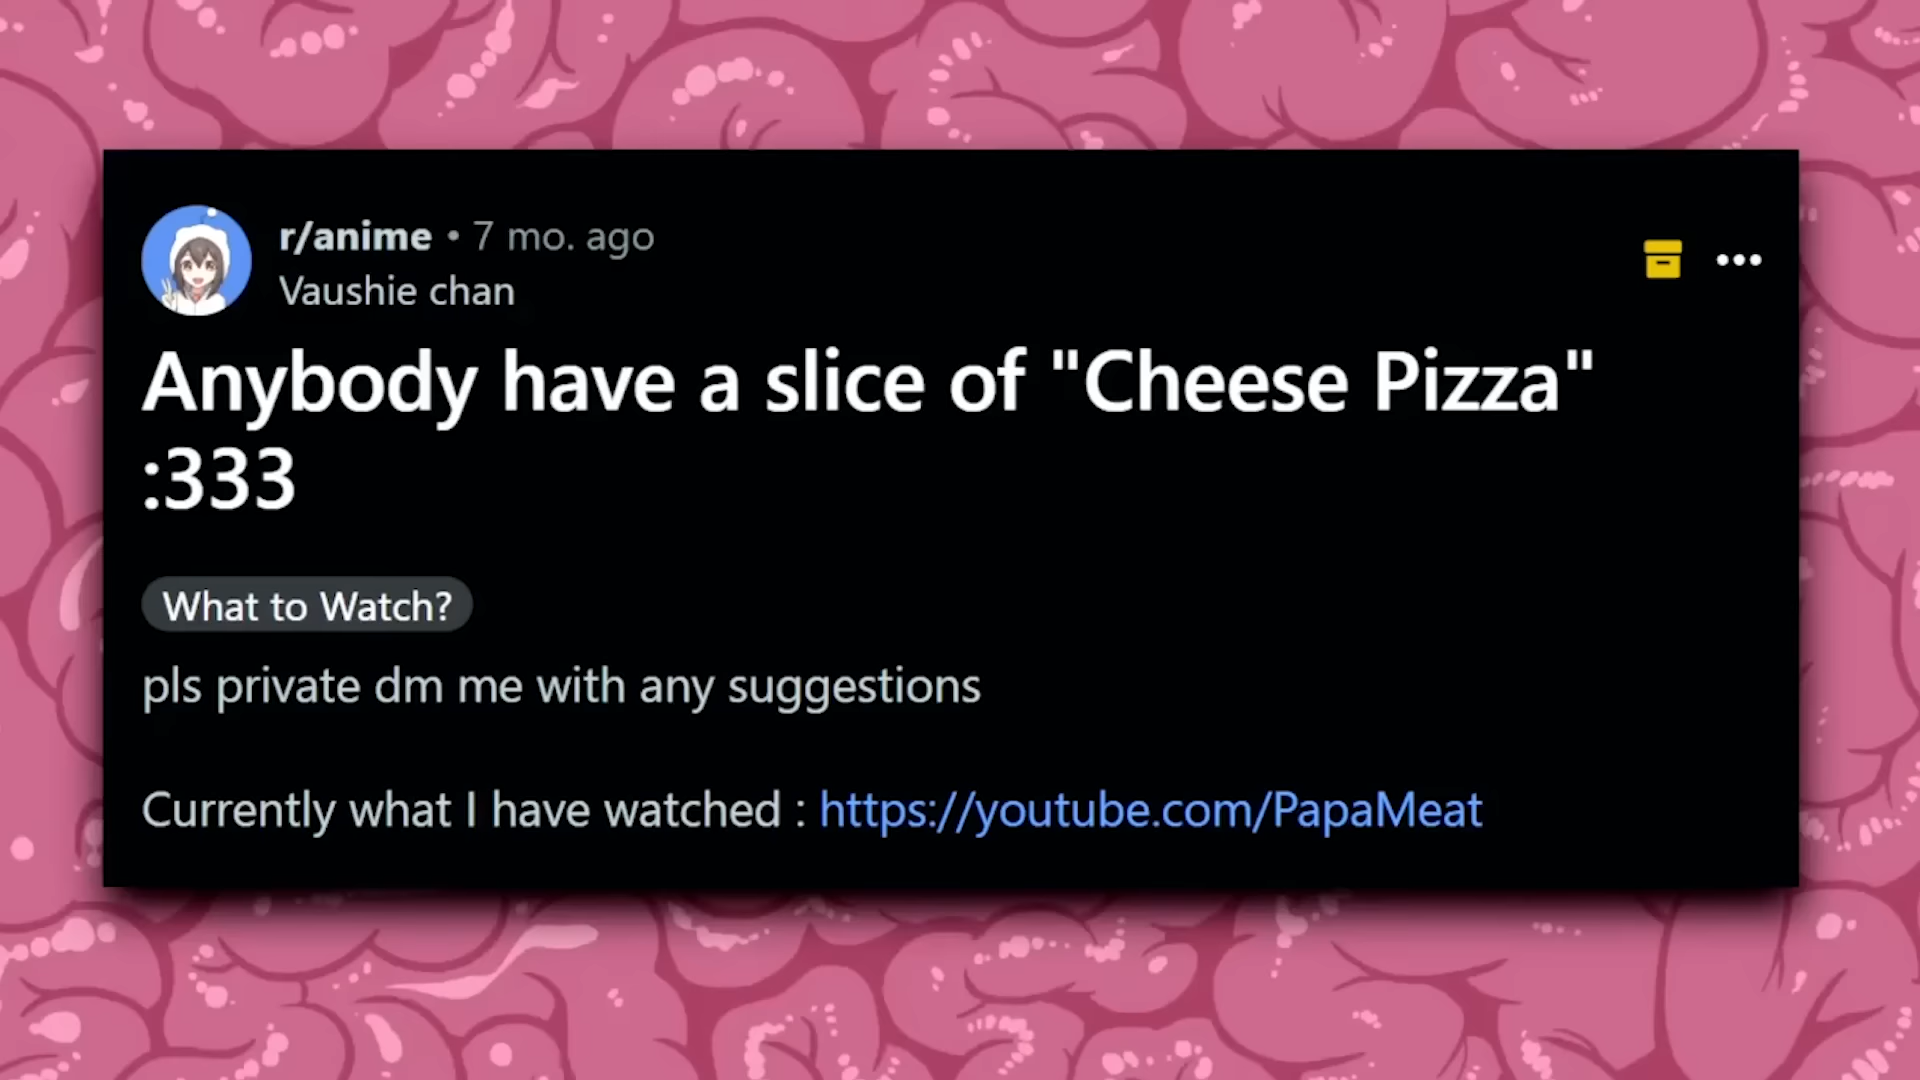 r/anime • 7 mo. ago
Vaushie chan
Anybody have a slice of "Cheese Pizza"
:333
What to Watch?
pls private dm me with any suggestions
Currently what I have watched : https://youtube.com/PapaMeat